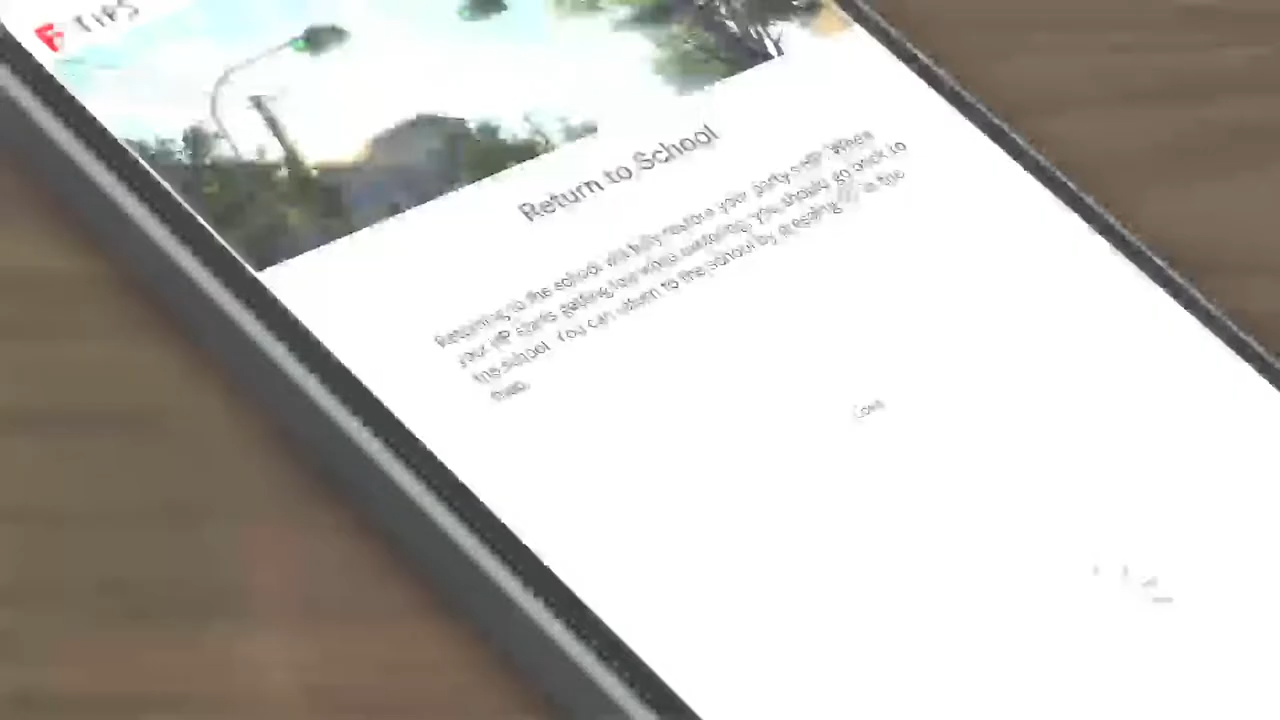 TIPS
Return to School
Returning to the school will fully restore your party's HP. When
your HP starts getting low while exploring, you should go back to
the school. You can return to the school by pressing in the
map.